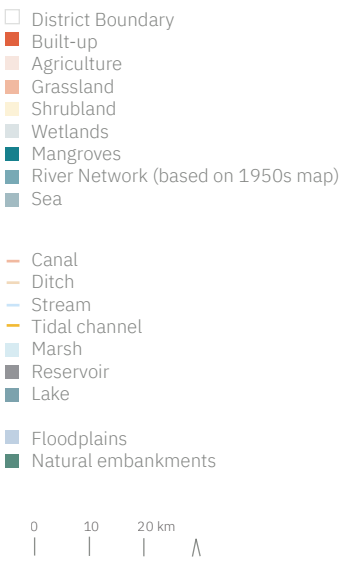 District Boundary
Built-up
Agriculture
Grassland
Shrubland
Wetlands
Mangroves
River Network (based on 1950s map)
Sea
Canal
Ditch
Stream
Tidal channel
Marsh
Reservoir
Lake
Floodplains
Natural embankments
0 10 20 km